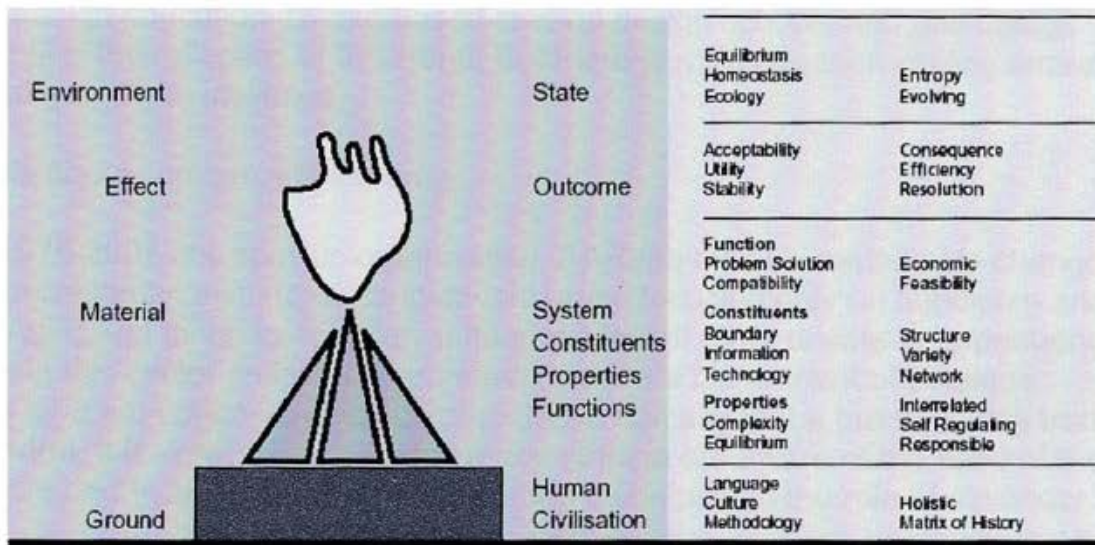 Environment
Effect
Material
Ground
State
Outcome
System
Constituents
Properties
Functions
Human
Civilisation
Equilibrium
Homeostasis Entropy
Ecology Evolving
Acceptability Consequence
Utility Efficiency
Stability Resolution
Function
Problem Solution Economic
Compatibility Feasibility
Constituents
Boundary Structure
Information Variety
Technology Network
Properties Interrelated
Complexity Self Regulating
Equilibrium Responsible
Language
Culture Holistic
Methodology Matrix of History